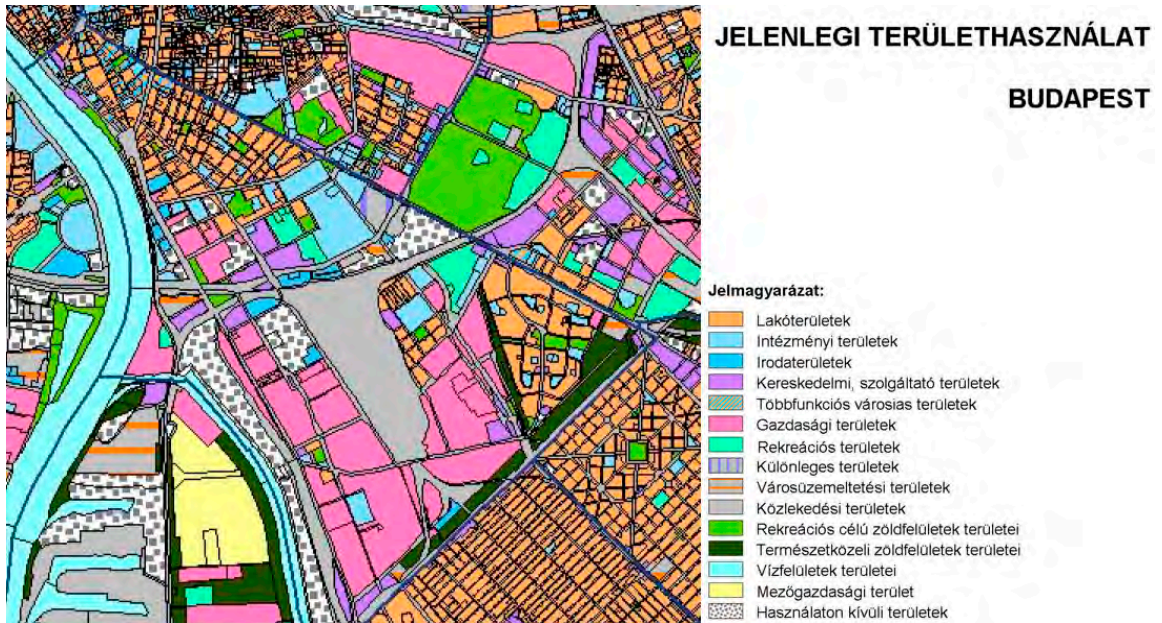 JELENLEGI TERÜLETHASZNÁLAT
BUDAPEST
Jelmagyarázat:
Lakóterületek
Intézményi területek
Irodaterületek
Kereskedelmi, szolgáltató területek
Többfunkciós városias területek
Gazdasági területek
Rekreációs területek
Különleges területek
Városüzemeltetési területek
Közlekedési területek
Rekreációs célú zöldfelületek területei
Természetközeli zöldfelületek területei
Vízfelületek területei
Mezőgazdasági terület
Használaton kívüli területek